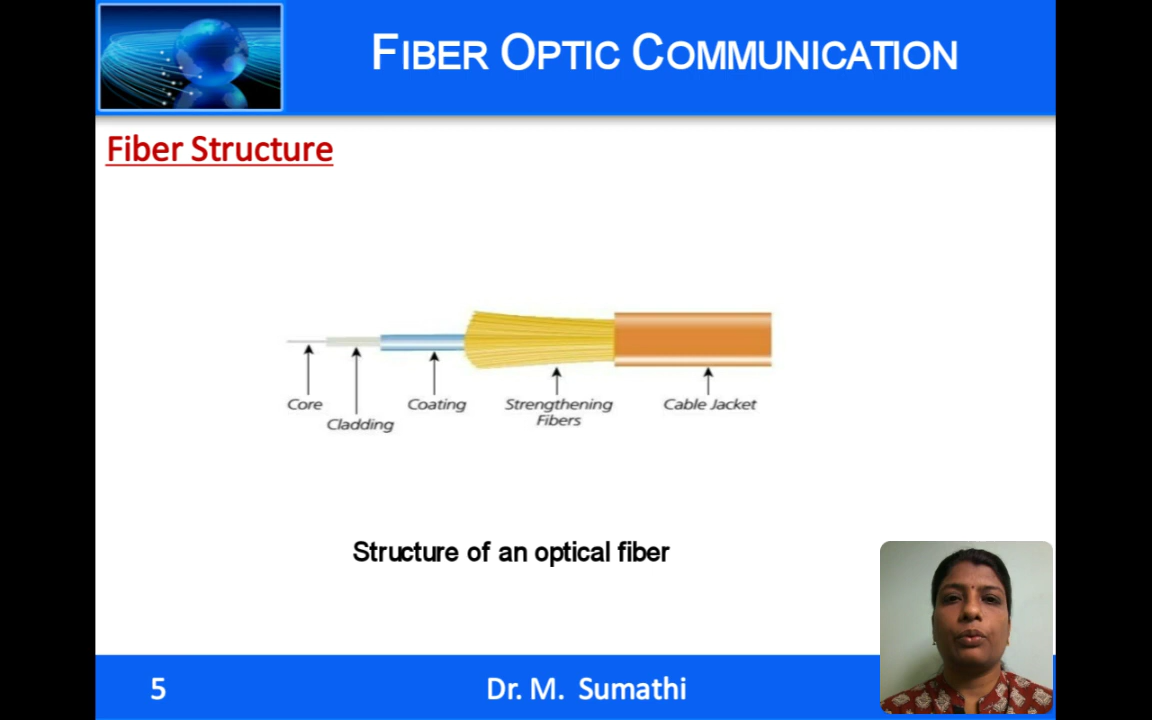 FIBER OPTIC COMMUNICATION
Fiber Structure
Core
Cladding
Coating
Strengthening
Fibers
Cable Jacket
Structure of an optical fiber
5
Dr. M. Sumathi